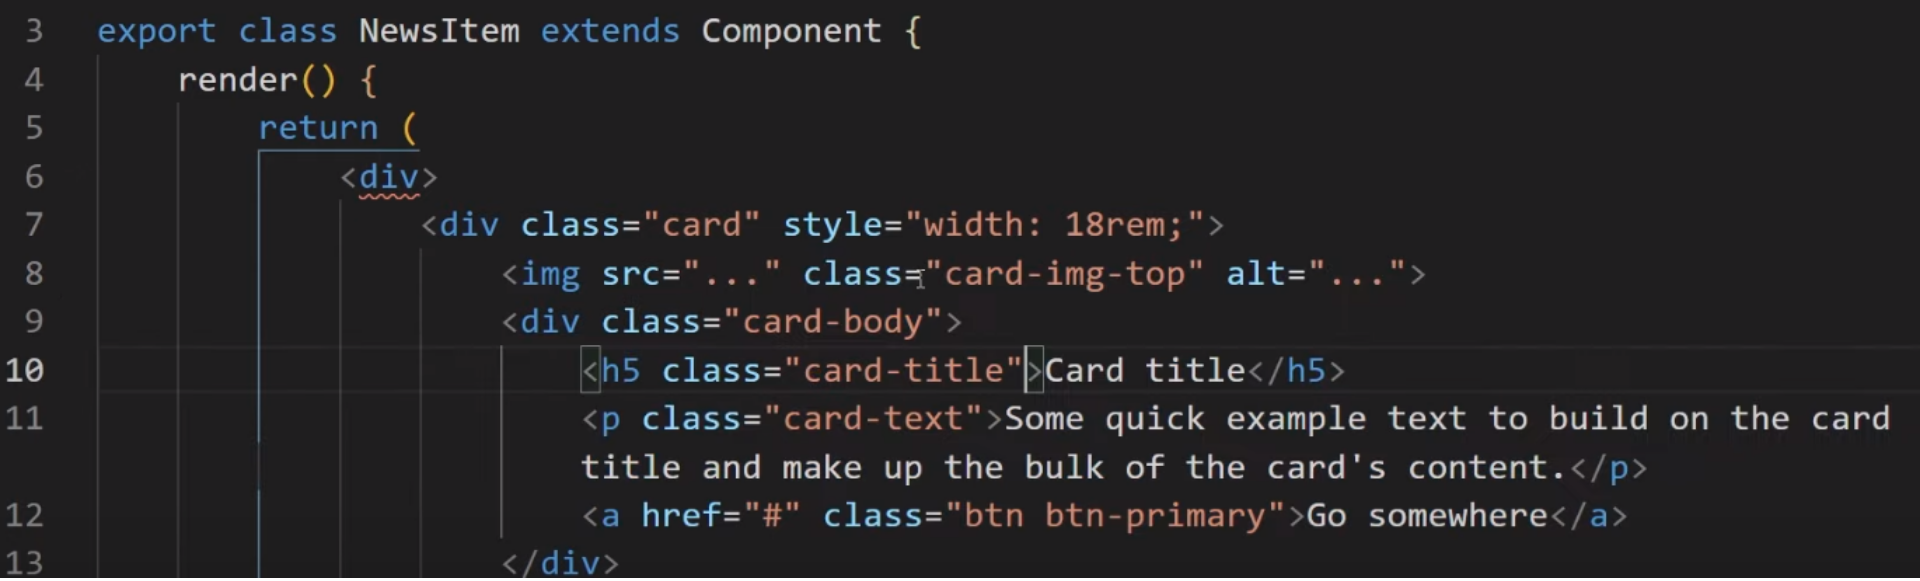 3 export class NewsItem extends Component {
4 render() {
5 return (
6 <div>
7 <div class="card" style="width: 18rem;">
8 <img src="..." class="card-img-top" alt="...">
9 <div class="card-body">
10 <h5 class="card-title">Card title</h5>
11 <p class="card-text">Some quick example text to build on the card
title and make up the bulk of the card's content.</p>
12 <a href="#" class="btn btn-primary">Go somewhere</a>
13 </div>